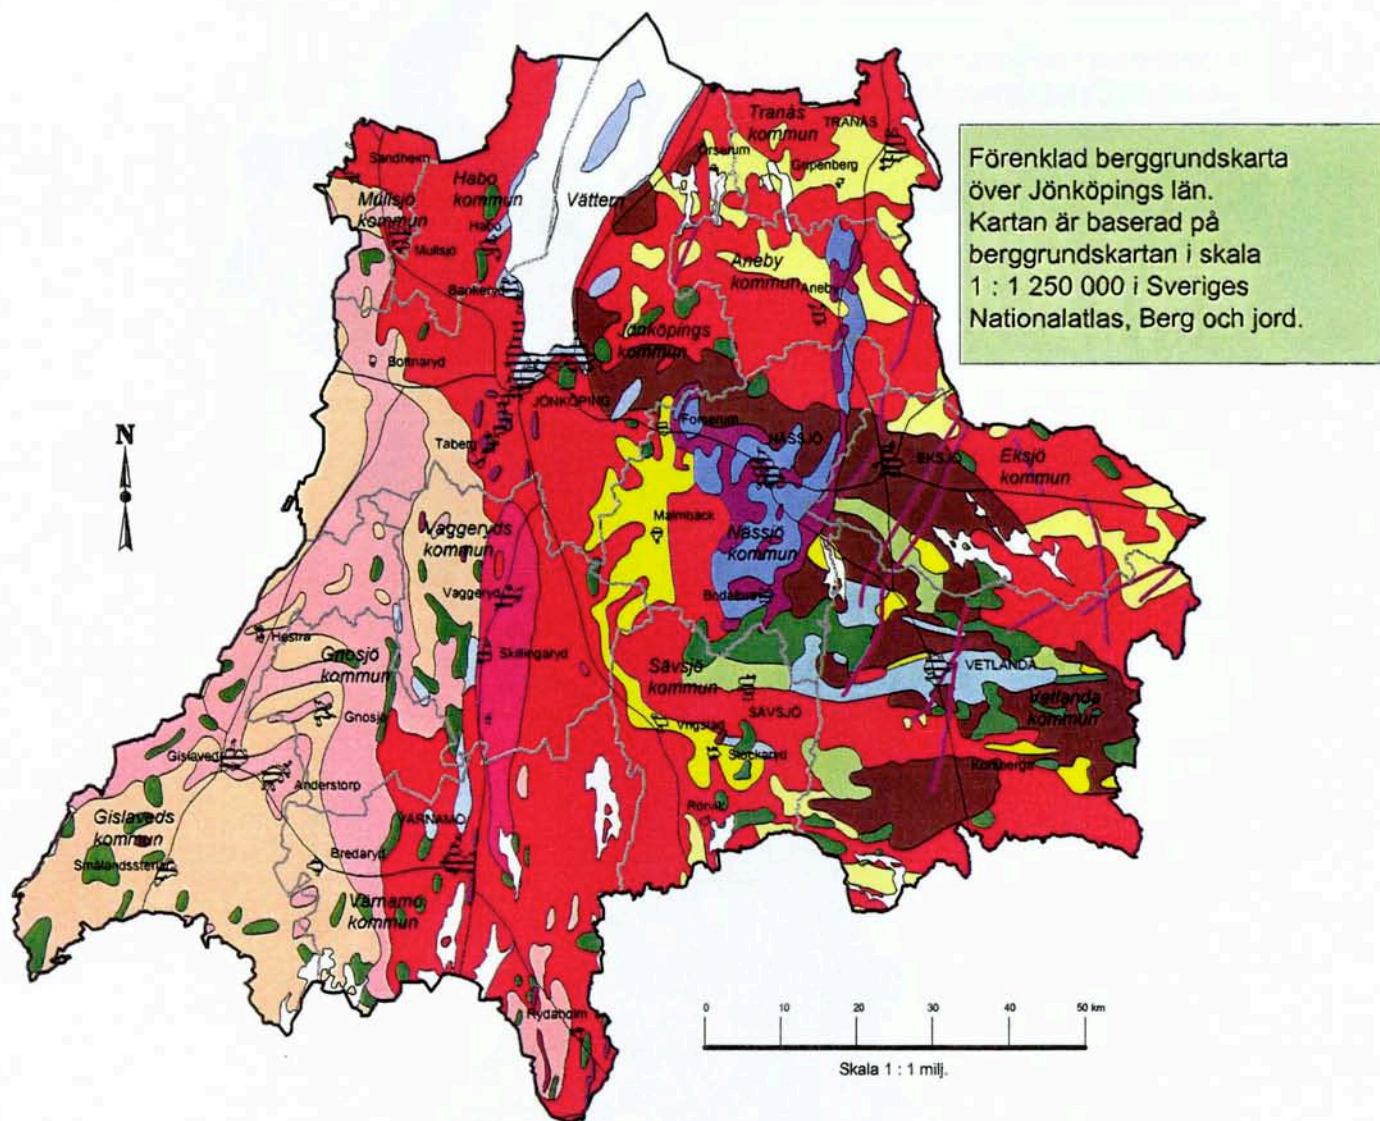 Förenklad berggrundskarta
över Jönköpings län.
Kartan är baserad på
berggrundskartan i skala
1 : 1 250 000 i Sveriges
Nationalatlas, Berg och jord.
Tranås
kommun
TRANÅS
Örserum
Gripenberg
Sandhem
Habo
kommun
Mullsjö
kommun
Habo
Mullsjö
Vättern
Bankeryd
Aneby
kommun
Aneby
Jönköpings
kommun
Bottnaryd
JÖNKÖPING
N
Taberg
Forserum
NÄSSJÖ
EKSJÖ
Eksjö
kommun
Malmbäck
Vaggeryds
kommun
Nässjö
kommun
Vaggeryd
Bodafors
Hestra
Gnosjö
kommun
Skillingaryd
Sävsjö
kommun
VETLANDA
Vetlanda
kommun
Gnosjö
SÄVSJÖ
Vrigstad
Stockaryd
Korsberga
Gislaved
Anderstorp
Rörvik
Gislaveds
kommun
VÄRNAMO
Bredaryd
Smålandsstenar
Värnamo
kommun
Rydaholm
0 10 20 30 40 50 km
Skala 1 : 1 milj.